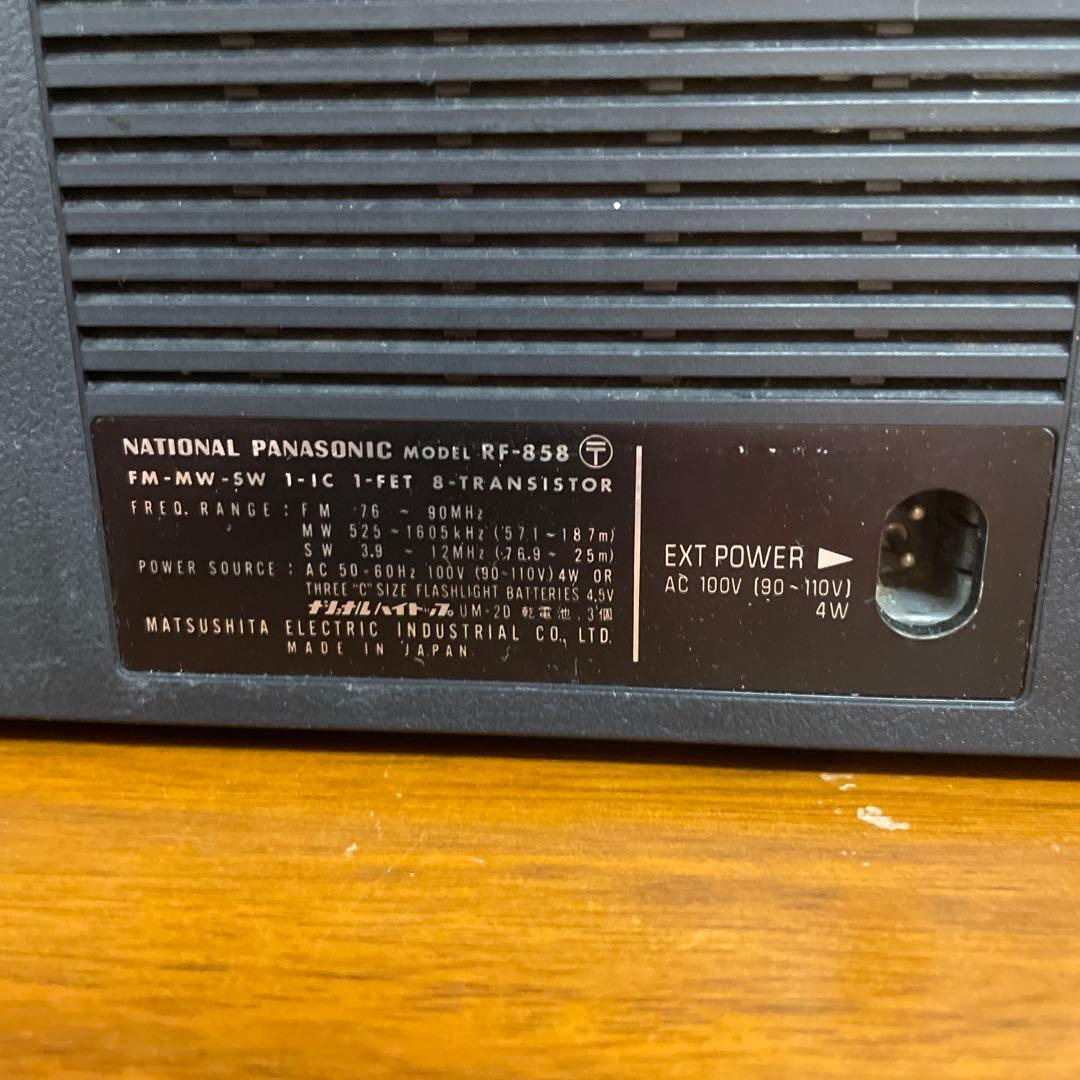 NATIONAL PANASONIC MODEL RF-858 〒
FM-MW-SW 1-IC 1-FET 8-TRANSISTOR
FREQ. RANGE : FM 76 ~ 90MHz
MW 525 ~ 1605kHz (571 ~ 187m)
SW 3.9 ~ 12MHz (76.9 ~ 25m)
POWER SOURCE : AC 50-60Hz 100V (90~110V) 4W OR
THREE "C" SIZE FLASHLIGHT BATTERIES 4.5V
ナショナル ハイトップ UM-2D 乾電池 3個
MATSUSHITA ELECTRIC INDUSTRIAL CO., LTD.
MADE IN JAPAN
EXT POWER ▶
AC 100V (90~110V)
4W